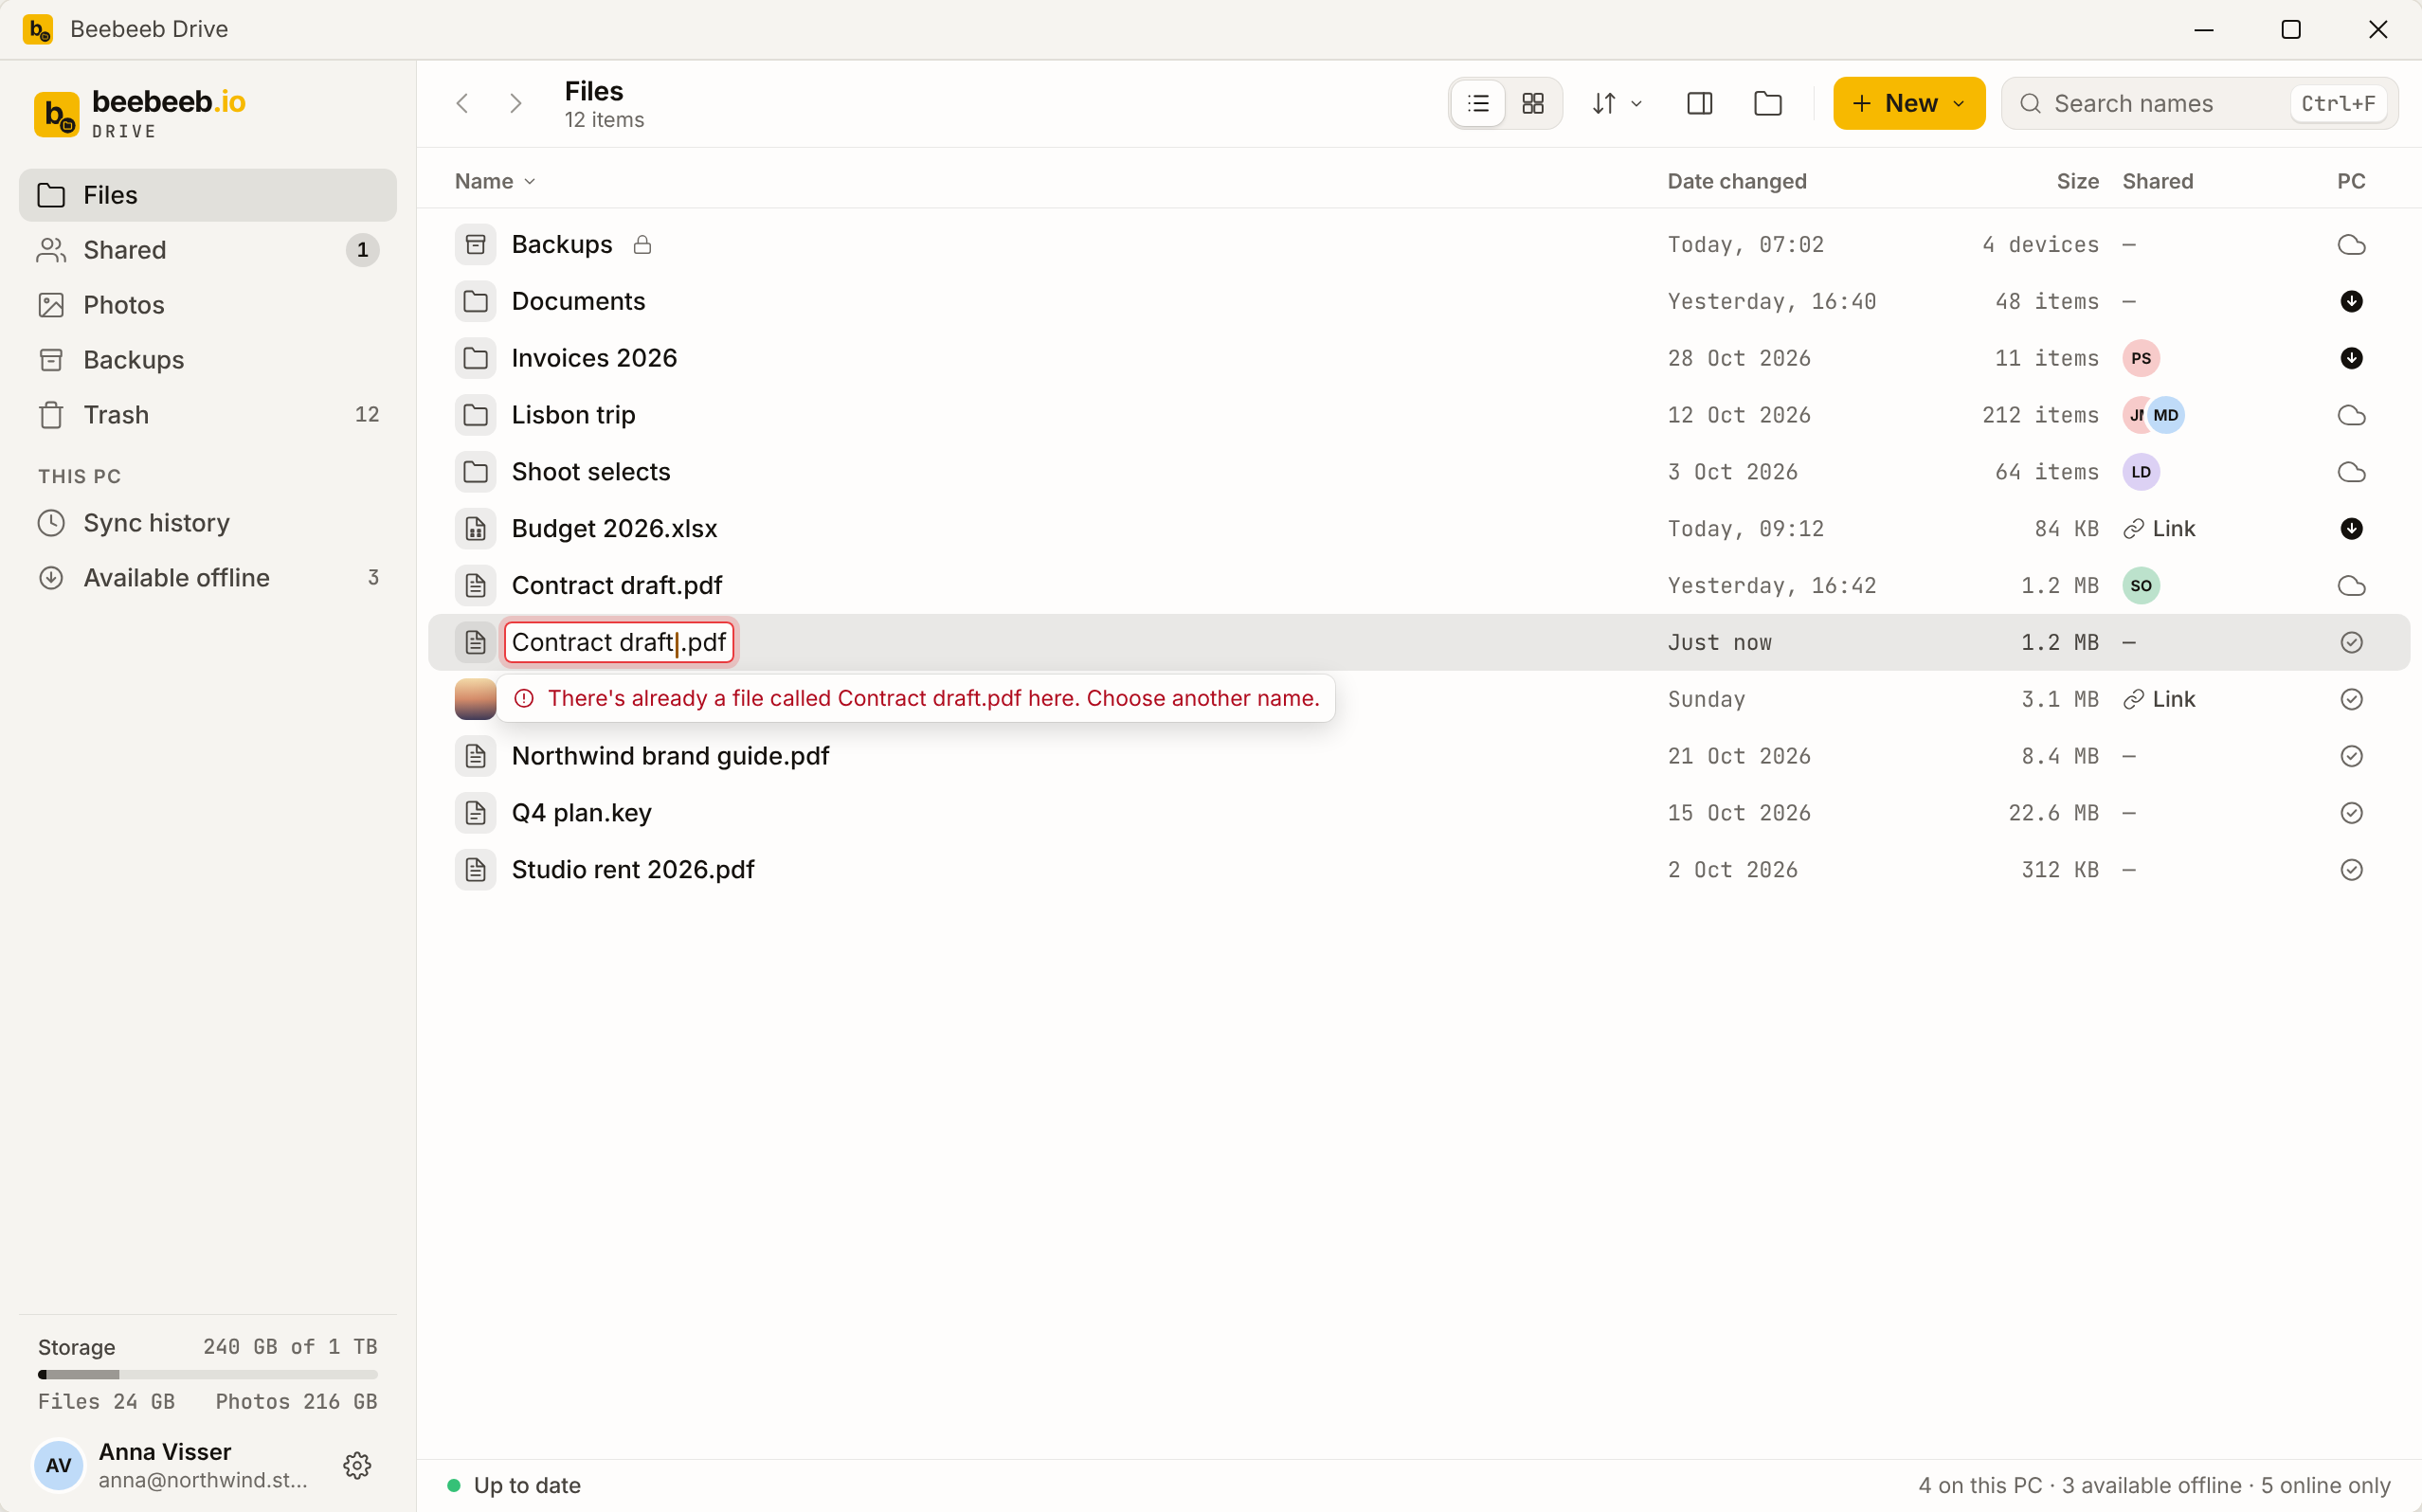 Beebeeb Drive
beebeeb.io
DRIVE
Files
Shared 1
Photos
Backups
Trash 12
THIS PC
Sync history
Available offline 3
Storage 240 GB of 1 TB
Files 24 GB Photos 216 GB
AV Anna Visser
anna@northwind.st...
Files
12 items
New
Search names Ctrl+F
Name Date changed Size Shared PC
Backups Today, 07:02 4 devices —
Documents Yesterday, 16:40 48 items —
Invoices 2026 28 Oct 2026 11 items PS
Lisbon trip 12 Oct 2026 212 items MD
Shoot selects 3 Oct 2026 64 items LD
Budget 2026.xlsx Today, 09:12 84 KB Link
Contract draft.pdf Yesterday, 16:42 1.2 MB SO
Contract draft.pdf Just now 1.2 MB —
There's already a file called Contract draft.pdf here. Choose another name. Sunday 3.1 MB Link
Northwind brand guide.pdf 21 Oct 2026 8.4 MB —
Q4 plan.key 15 Oct 2026 22.6 MB —
Studio rent 2026.pdf 2 Oct 2026 312 KB —
Up to date 4 on this PC · 3 available offline · 5 online only